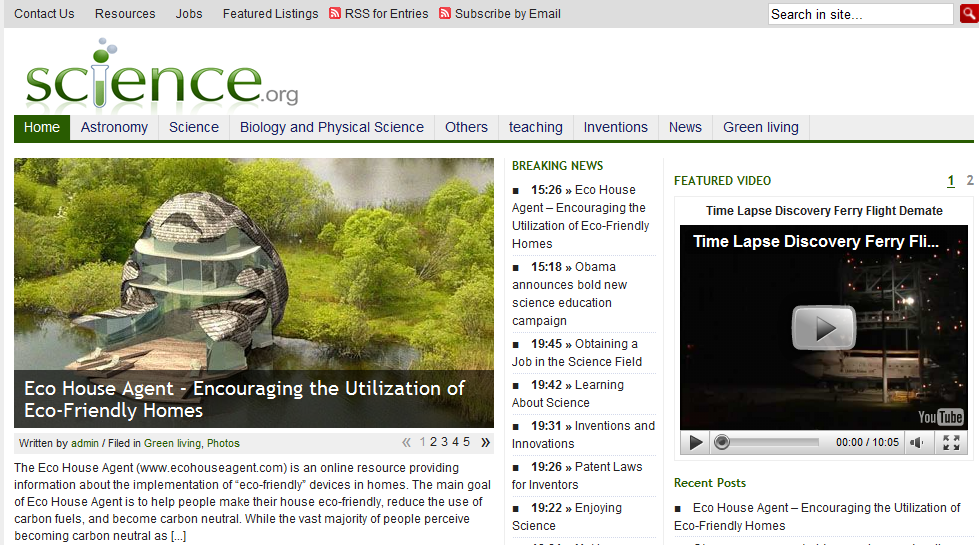 Contact Us Resources Jobs Featured Listings RSS for Entries Subscribe by Email
Search in site...
science.org
Home Astronomy Science Biology and Physical Science Others teaching Inventions News Green living
Eco House Agent - Encouraging the Utilization of
Eco-Friendly Homes
Written by admin / Filed in Green living, Photos
« 1 2 3 4 5 »
The Eco House Agent (www.ecohouseagent.com) is an online resource providing
information about the implementation of “eco-friendly” devices in homes. The main goal
of Eco House Agent is to help people make their house eco-friendly, reduce the use of
carbon fuels, and become carbon neutral. While the vast majority of people perceive
becoming carbon neutral as [...]
BREAKING NEWS
15:26 » Eco House
Agent – Encouraging the
Utilization of Eco-Friendly
Homes
15:18 » Obama
announces bold new
science education
campaign
19:45 » Obtaining a
Job in the Science Field
19:42 » Learning
About Science
19:31 » Inventions and
Innovations
19:26 » Patent Laws
for Inventors
19:22 » Enjoying
Science
FEATURED VIDEO
1 2
Time Lapse Discovery Ferry Flight Demate
Time Lapse Discovery Ferry Fli...
YouTube
00:00 / 10:05
Recent Posts
Eco House Agent – Encouraging the Utilization of
Eco-Friendly Homes